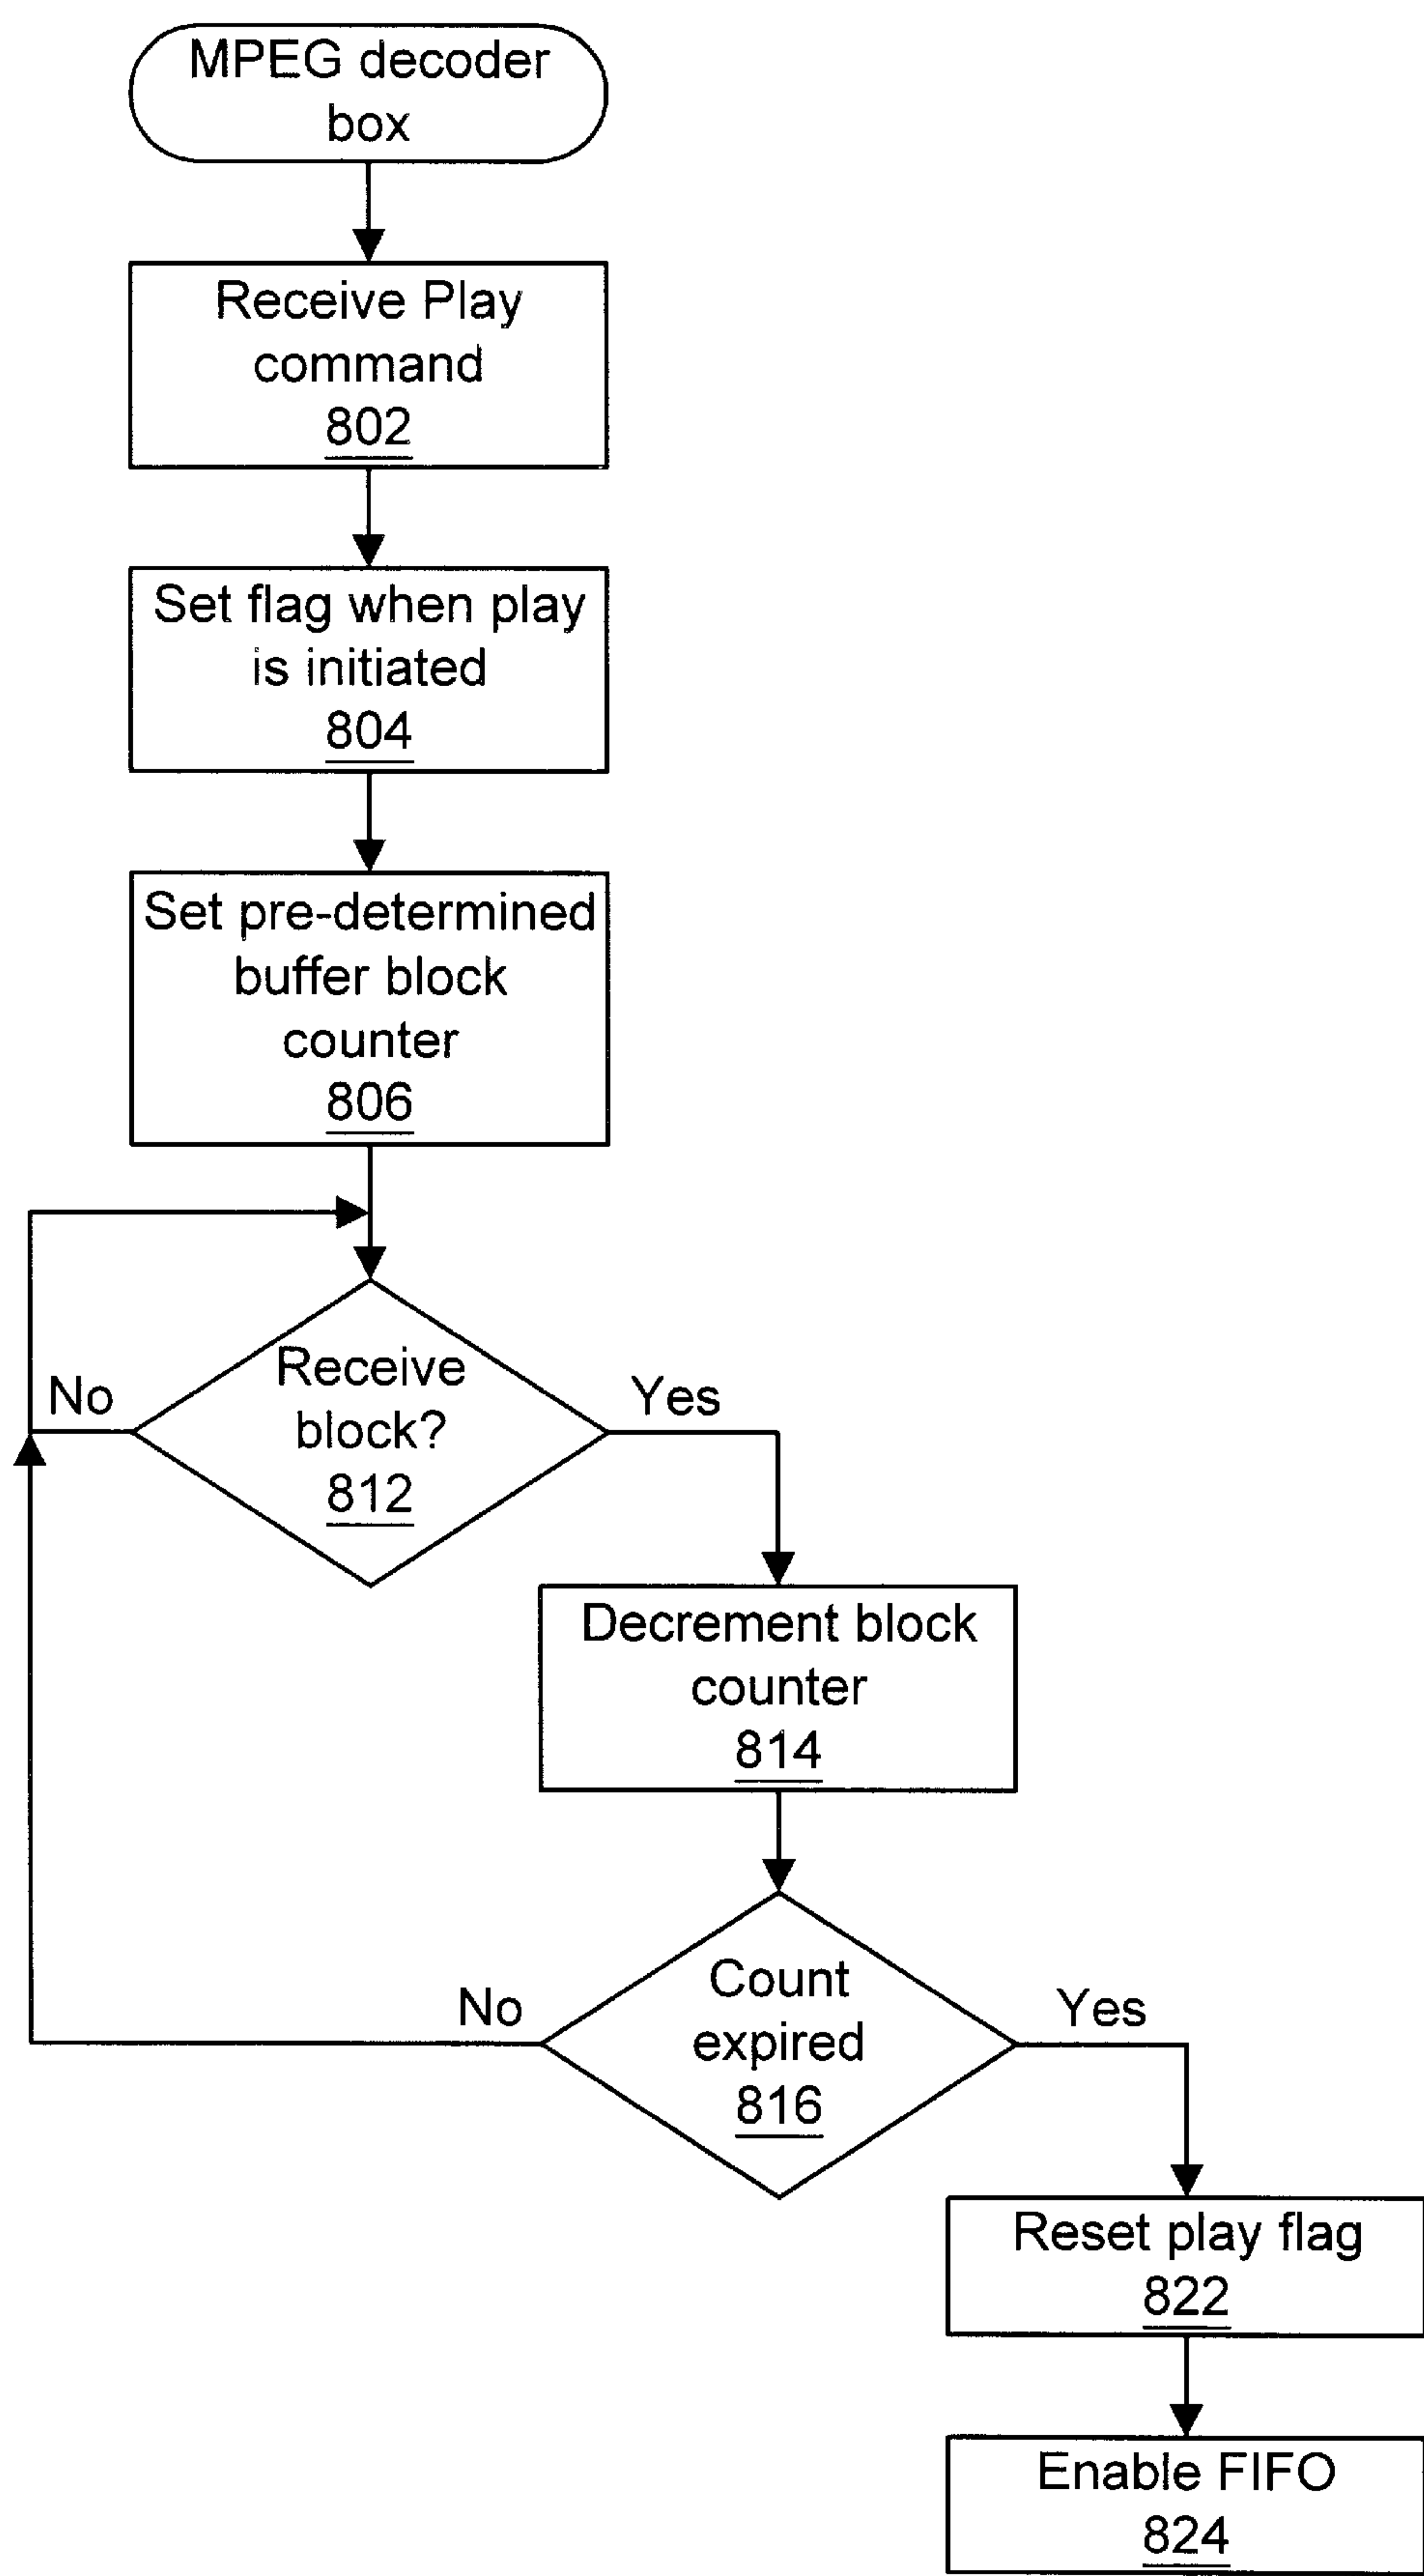 MPEG decoder
box
Receive Play
command
802
Set flag when play
is initiated
804
Set pre-determined
buffer block
counter
806
Receive
block?
812
No
Yes
Decrement block
counter
814
Count
expired
816
No
Yes
Reset play flag
822
Enable FIFO
824